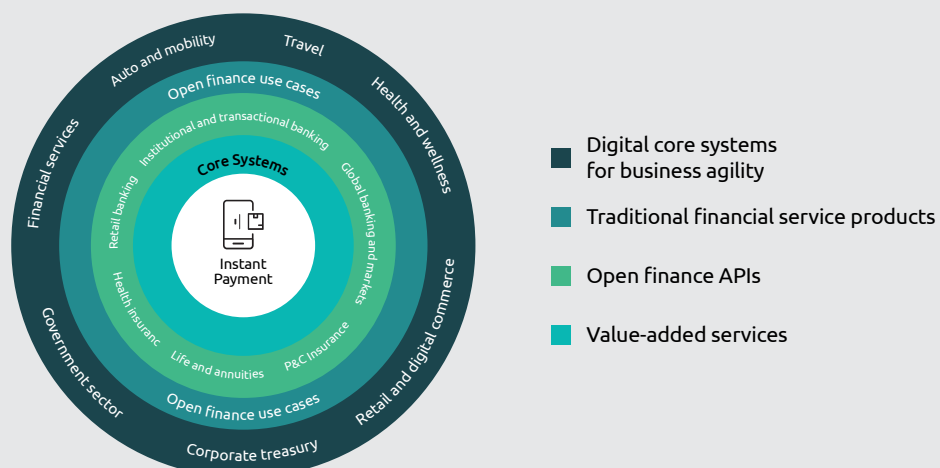 Auto and mobility
Travel
Health and wellness
Retail and digital commerce
Corporate treasury
Government sector
Financial services
Open finance use cases
Institutional and transactional banking
Global banking and markets
P&C Insurance
Life and annuities
Health insuranc
Retail banking
Core Systems
Instant
Payment
Open finance use cases
Digital core systems
for business agility
Traditional financial service products
Open finance APIs
Value-added services